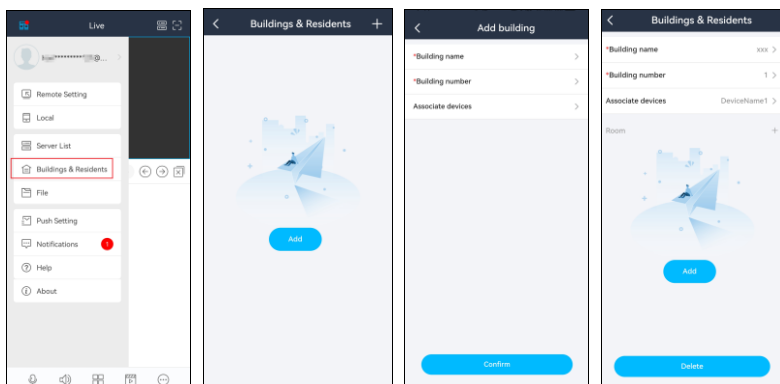 Live
Remote Setting
Local
Server List
Buildings & Residents
File
Push Setting
Notifications 1
Help
About
Buildings & Residents
Add
Add building
*Building name
*Building number
Associate devices
Confirm
Buildings & Residents
*Building name xxx
*Building number 1
Associate devices DeviceName1
Room
Add
Delete